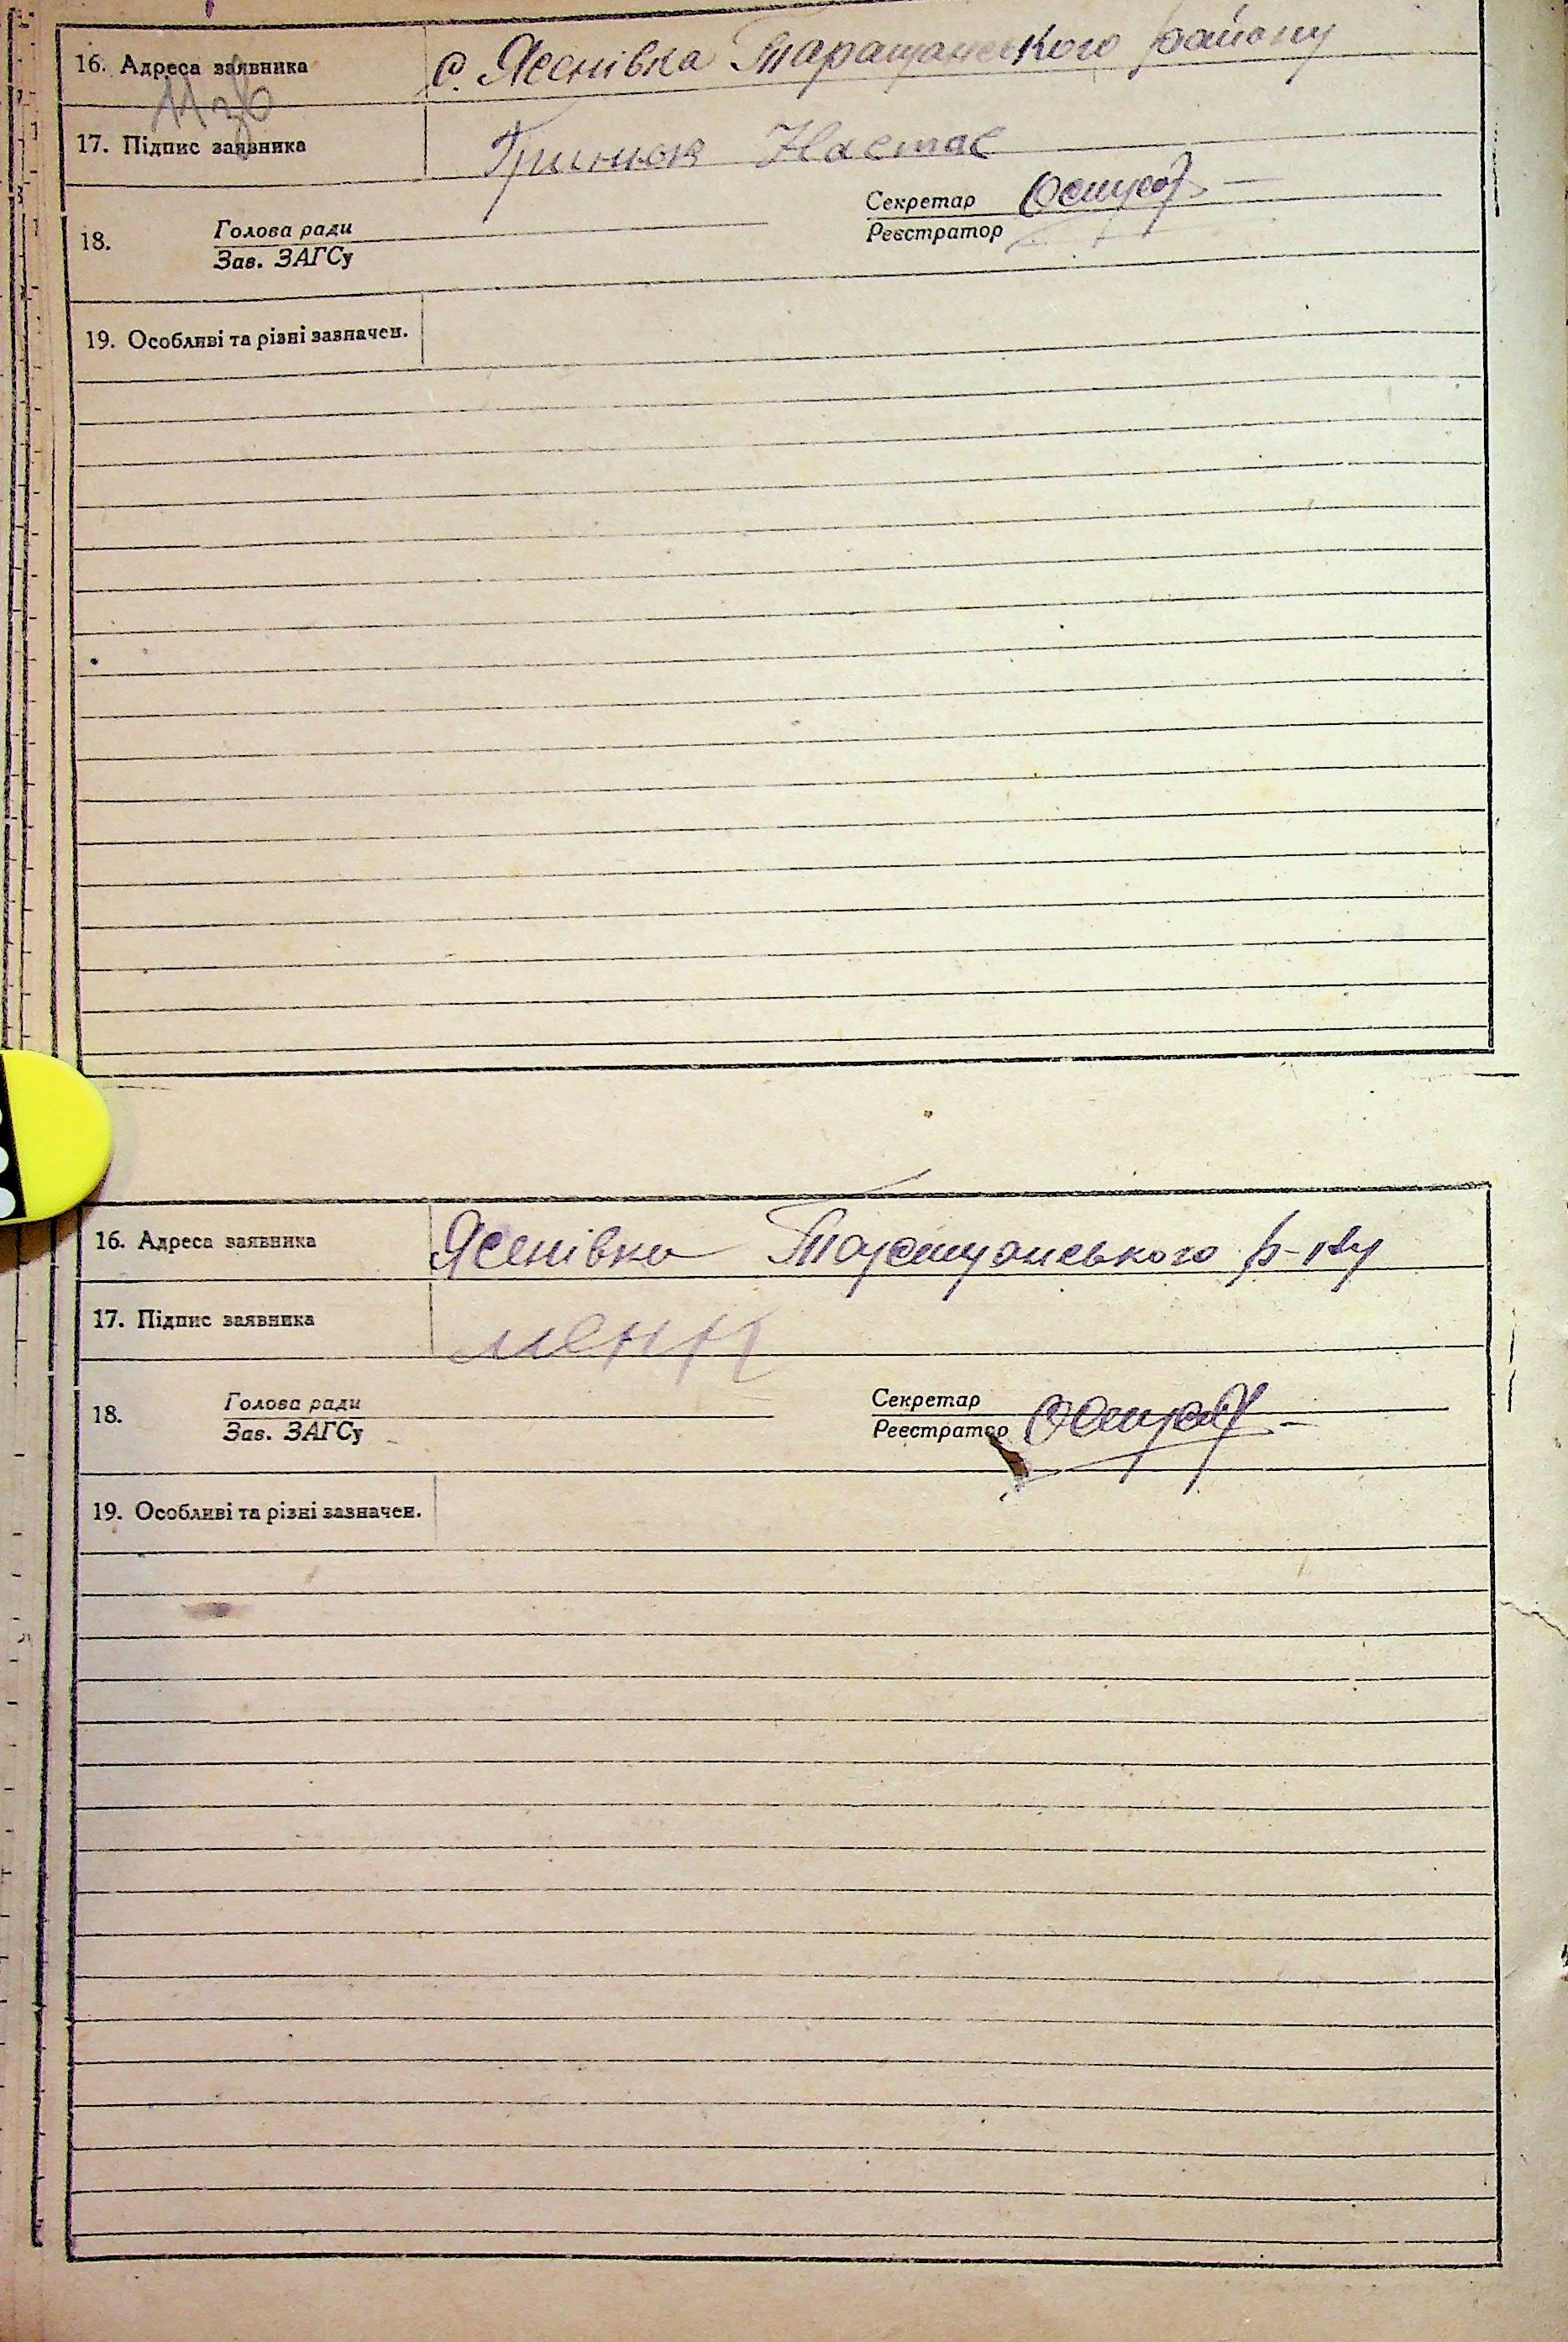 16. Адреса заявника с. Ясенівка Таращанського району
17. Підпис заявника Гринюк Настас
Секретар
18. Голова ради Реєстратор
Зав. ЗАГСу
19. Особливі та різні зазначен.
16. Адреса заявника Ясенівка Таращанського р-ну
17. Підпис заявника
Секретар
18. Голова ради Реєстратор
Зав. ЗАГСу
19. Особливі та різні зазначен.